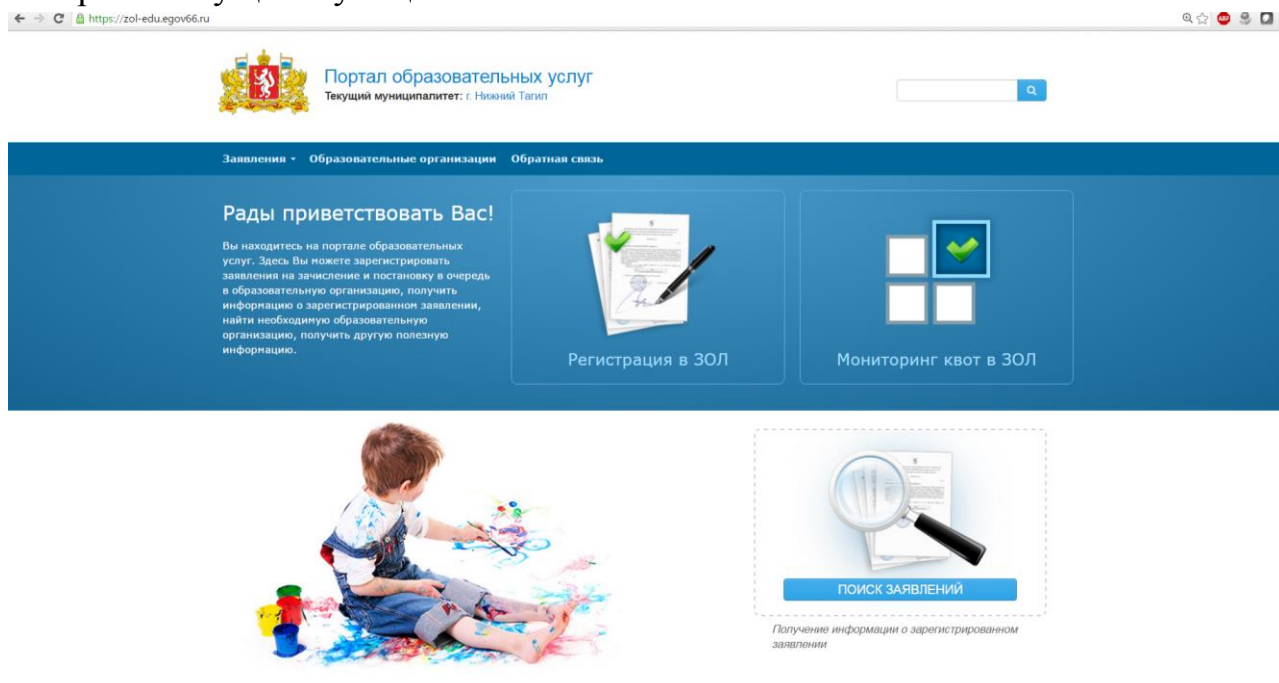 https://zol-edu.egov66.ru
ABP
Портал образовательных услуг
Текущий муниципалитет: г. Нижний Тагил
Заявления Образовательные организации Обратная связь
Рады приветствовать Вас!
Вы находитесь на портале образовательных
услуг. Здесь Вы можете зарегистрировать
заявления на зачисление и постановку в очередь
в образовательную организацию, получить
информацию о зарегистрированном заявлении,
найти необходимую образовательную
организацию, получить другую полезную
информацию.
Регистрация в ЗОЛ
Мониторинг квот в ЗОЛ
ПОИСК ЗАЯВЛЕНИЙ
Получение информации о зарегистрированном
заявлении